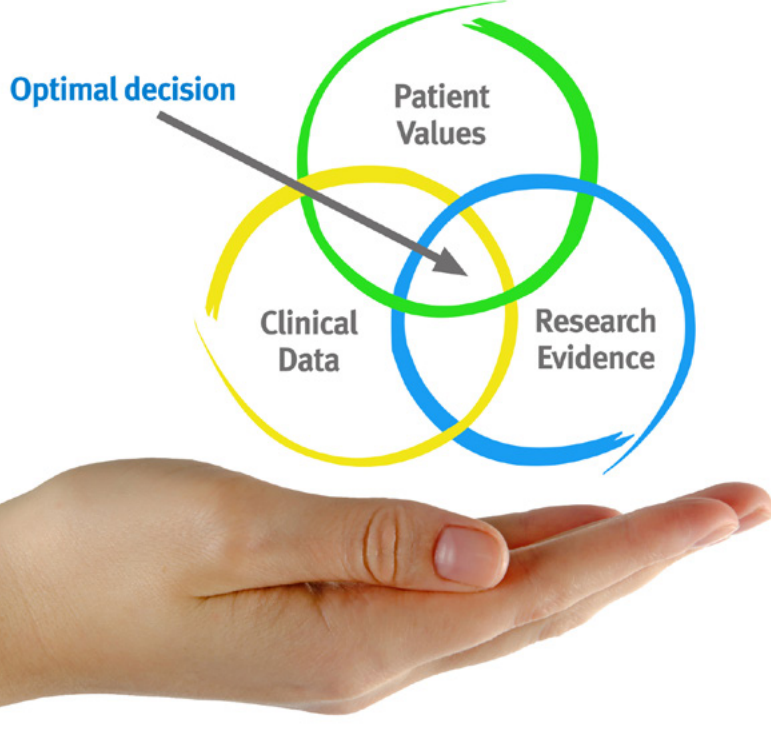 Optimal decision
Patient
Values
Clinical
Data
Research
Evidence